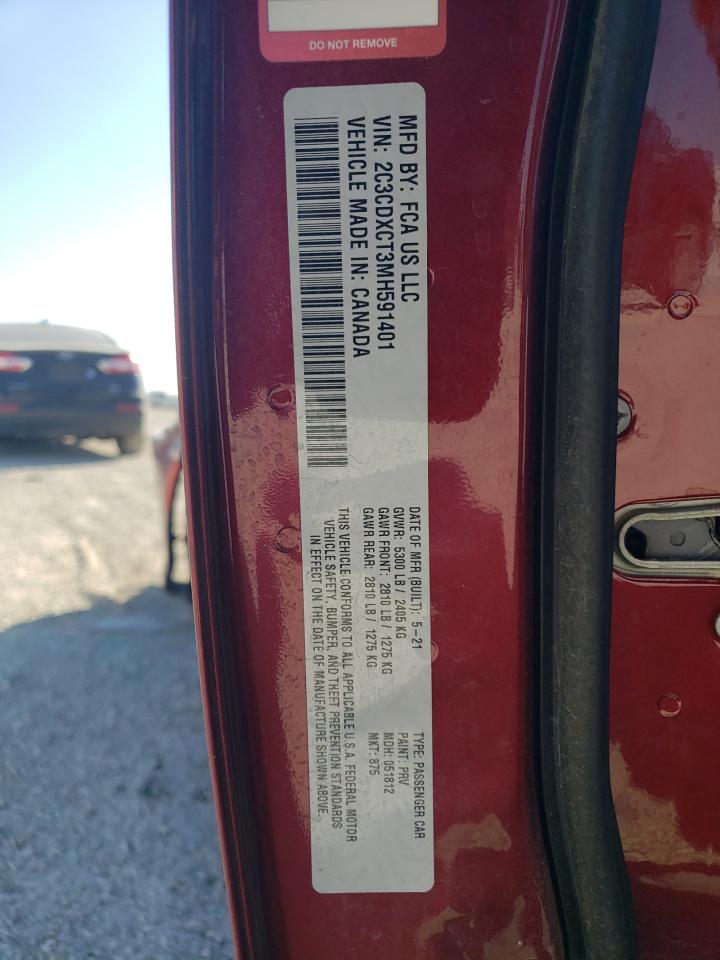 DO NOT REMOVE
MFD BY: FCA US LLC
VIN: 2C3CDXCT3MH591401
VEHICLE MADE IN: CANADA
DATE OF MFR (BUILT): 5-21
GVWR: 5300 LB / 2405 KG
GAWR FRONT: 2810 LB / 1275 KG
GAWR REAR: 2810 LB / 1275 KG
TYPE: PASSENGER CAR
PAINT: PRV
MDH: 051812
MKT: 875
THIS VEHICLE CONFORMS TO ALL APPLICABLE U.S.A. FEDERAL MOTOR
VEHICLE SAFETY, BUMPER, AND THEFT PREVENTION STANDARDS
IN EFFECT ON THE DATE OF MANUFACTURE SHOWN ABOVE.